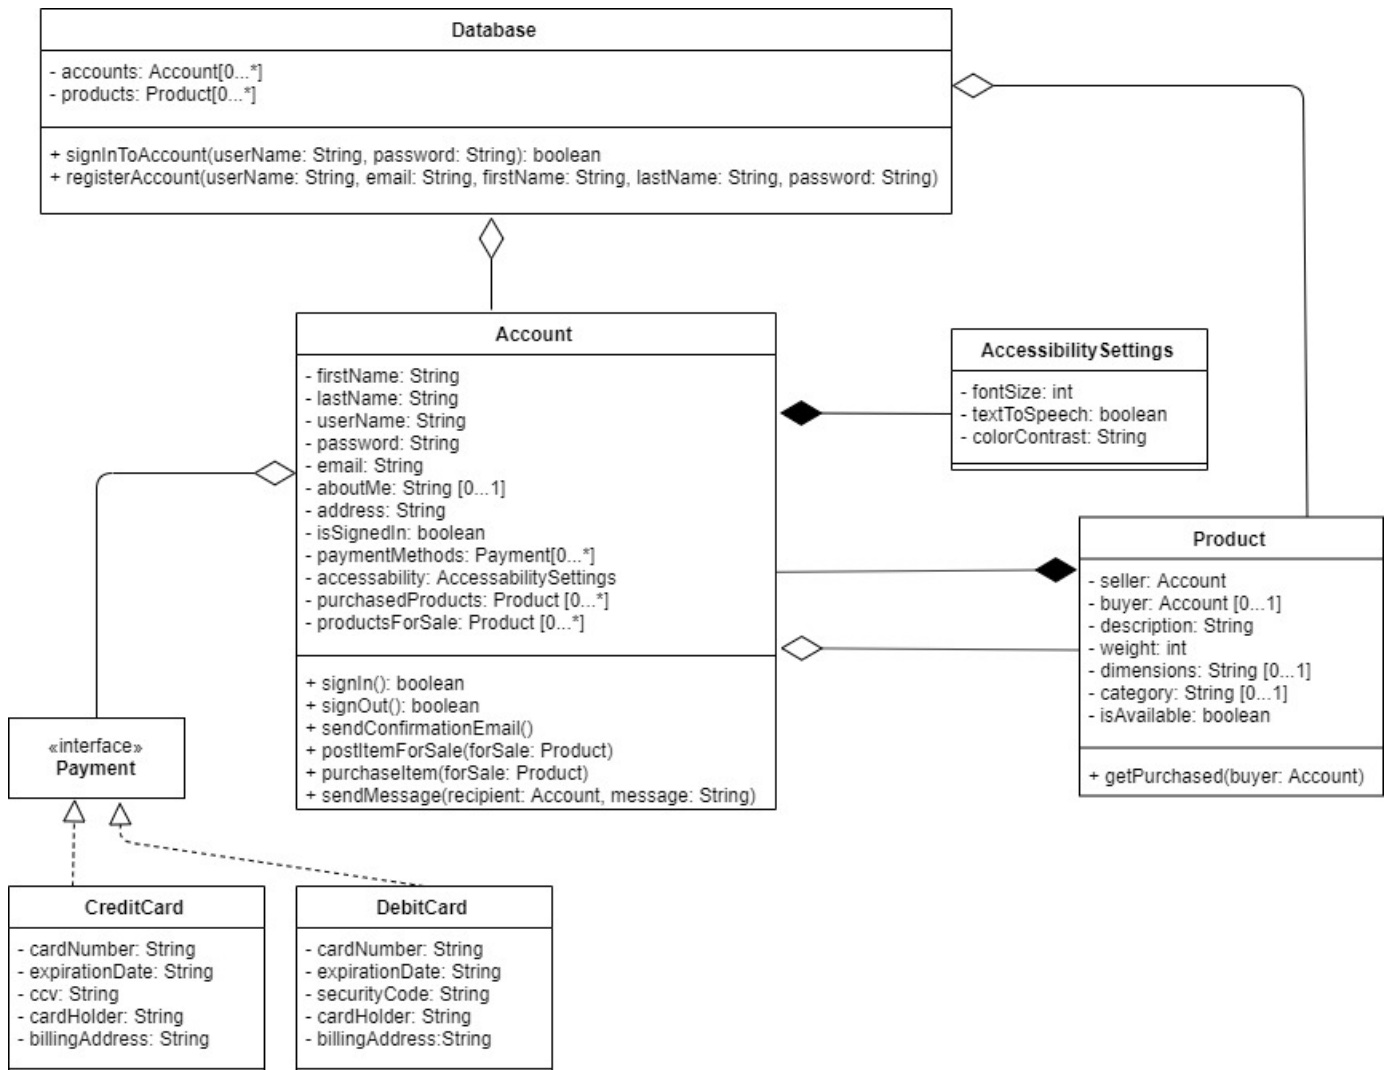 Database
- accounts: Account[0...*]
- products: Product[0...*]
+ signInToAccount(userName: String, password: String): boolean
+ registerAccount(userName: String, email: String, firstName: String, lastName: String, password: String)
Account
- firstName: String
- lastName: String
- userName: String
- password: String
- email: String
- aboutMe: String [0...1]
- address: String
- isSignedIn: boolean
- paymentMethods: Payment[0...*]
- accessability: AccessabilitySettings
- purchasedProducts: Product [0...*]
- productsForSale: Product [0...*]
+ signIn(): boolean
+ signOut(): boolean
+ sendConfirmationEmail()
+ postItemForSale(forSale: Product)
+ purchaseItem(forSale: Product)
+ sendMessage(recipient: Account, message: String)
AccessibilitySettings
- fontSize: int
- textToSpeech: boolean
- colorContrast: String
Product
- seller: Account
- buyer: Account [0...1]
- description: String
- weight: int
- dimensions: String [0...1]
- category: String [0...1]
- isAvailable: boolean
+ getPurchased(buyer: Account)
«interface»
Payment
CreditCard
- cardNumber: String
- expirationDate: String
- ccv: String
- cardHolder: String
- billingAddress: String
DebitCard
- cardNumber: String
- expirationDate: String
- securityCode: String
- cardHolder: String
- billingAddress:String